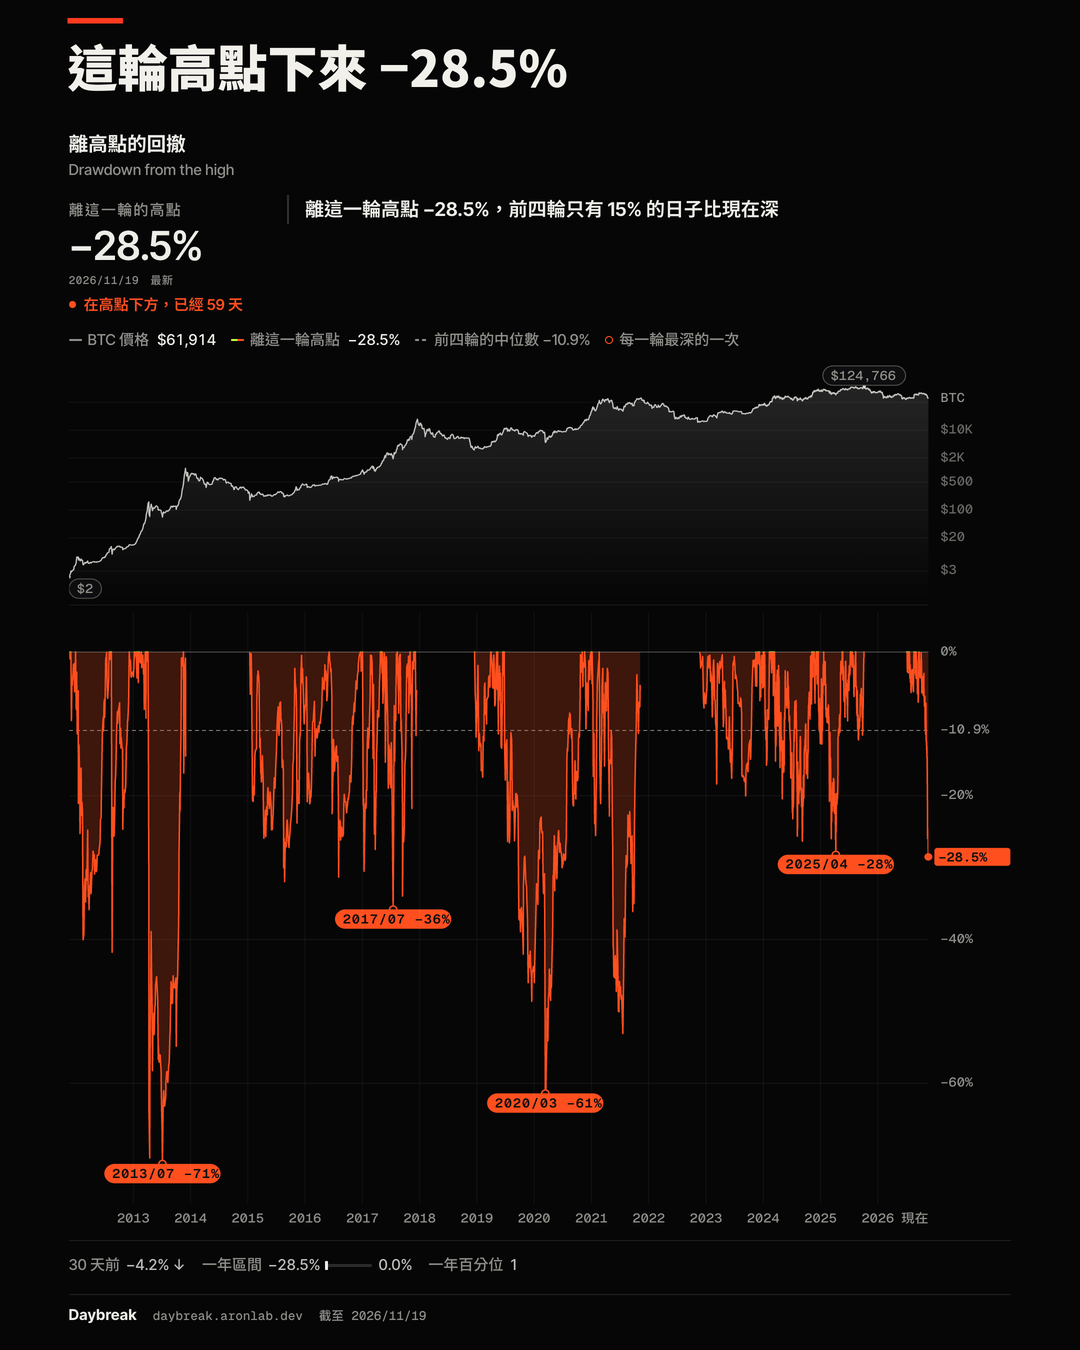 這輪高點下來 −28.5%
離高點的回撤
Drawdown from the high
離這一輪的高點
−28.5%
2026/11/19 最新
在高點下方，已經 59 天
離這一輪高點 −28.5%，前四輪只有 15% 的日子比現在深
BTC 價格 $61,914 離這一輪高點 −28.5% 前四輪的中位數 −10.9% 每一輪最深的一次
$124,766
BTC
$10K
$2K
$500
$100
$20
$3
$2
0%
−10.9%
−20%
2025/04 −28%
−28.5%
2017/07 −36%
−40%
−60%
2020/03 −61%
2013/07 −71%
2013 2014 2015 2016 2017 2018 2019 2020 2021 2022 2023 2024 2025 2026 現在
30 天前 −4.2% ↓ 一年區間 −28.5% 0.0% 一年百分位 1
Daybreak daybreak.aronlab.dev 截至 2026/11/19